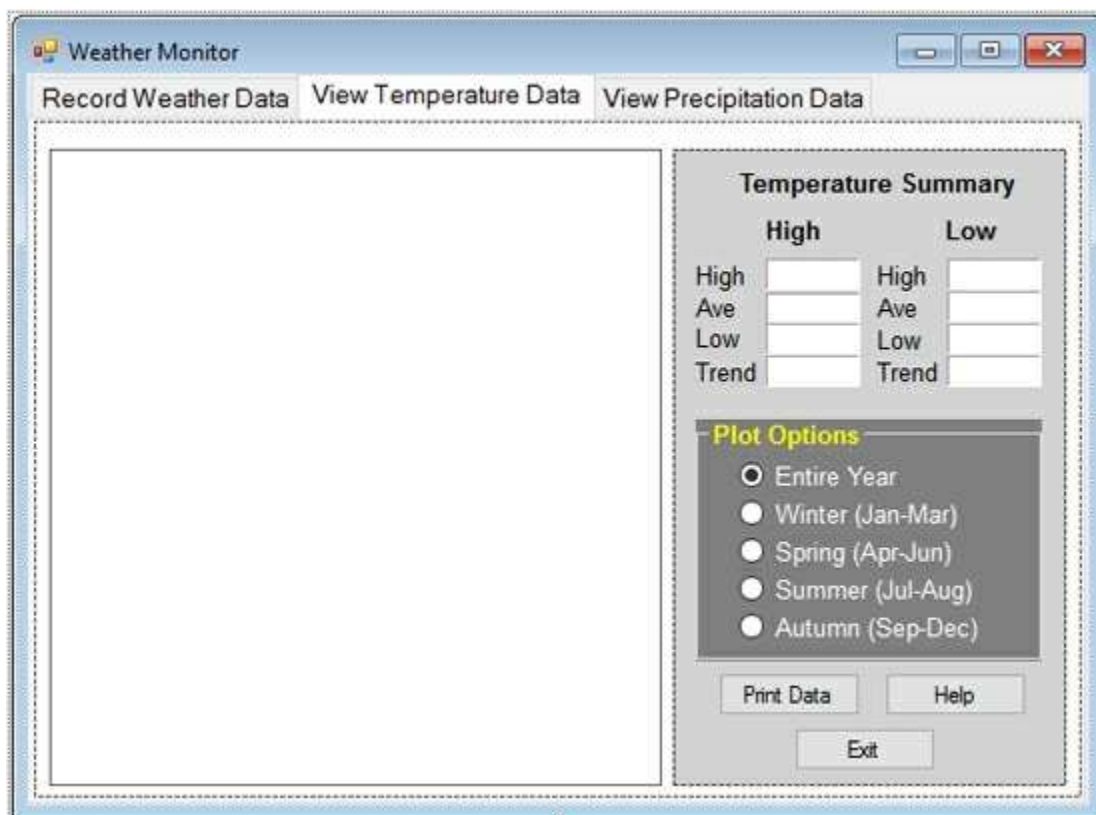 Weather Monitor
Record Weather Data View Temperature Data View Precipitation Data
Temperature Summary
High Low
High High
Ave Ave
Low Low
Trend Trend
Plot Options
Entire Year
Winter (Jan-Mar)
Spring (Apr-Jun)
Summer (Jul-Aug)
Autumn (Sep-Dec)
Print Data Help
Exit